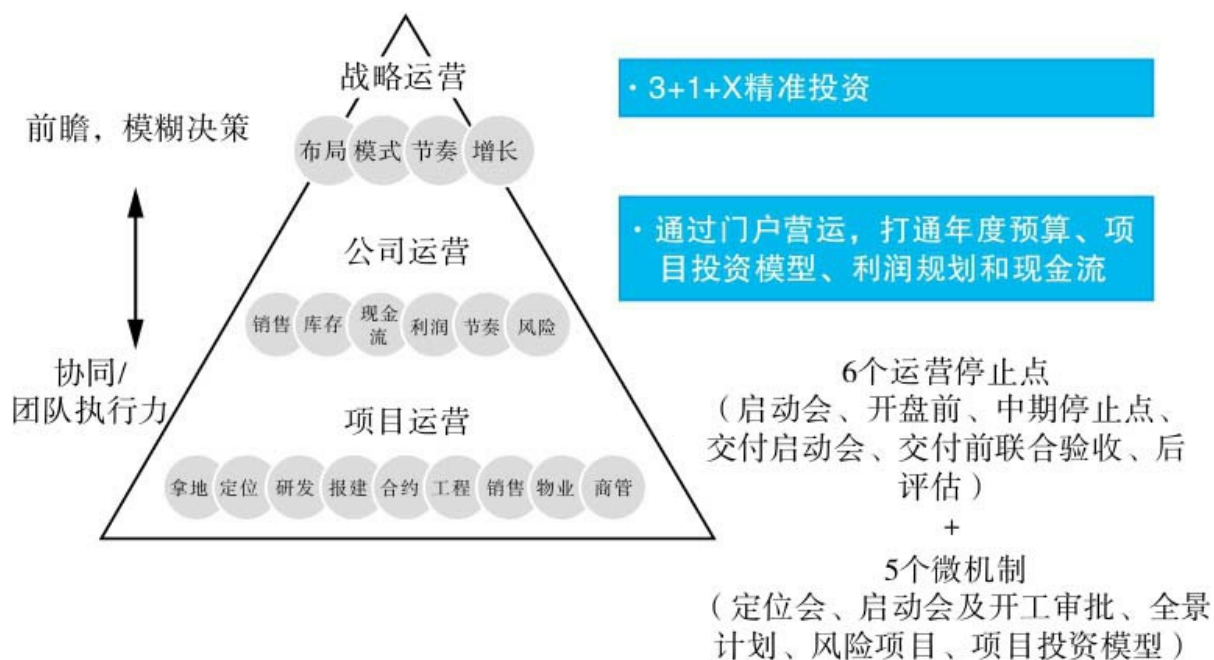 战略运营
前瞻，模糊决策
布局 模式 节奏 增长
· 3+1+X精准投资
公司运营
销售 库存 现金
流 利润 节奏 风险
· 通过门户营运，打通年度预算、项
目投资模型、利润规划和现金流
协同/
团队执行力
项目运营
拿地 定位 研发 报建 合约 工程 销售 物业 商管
6个运营停止点
（启动会、开盘前、中期停止点、
交付启动会、交付前联合验收、后
评估）
+
5个微机制
（定位会、启动会及开工审批、全景
计划、风险项目、项目投资模型）